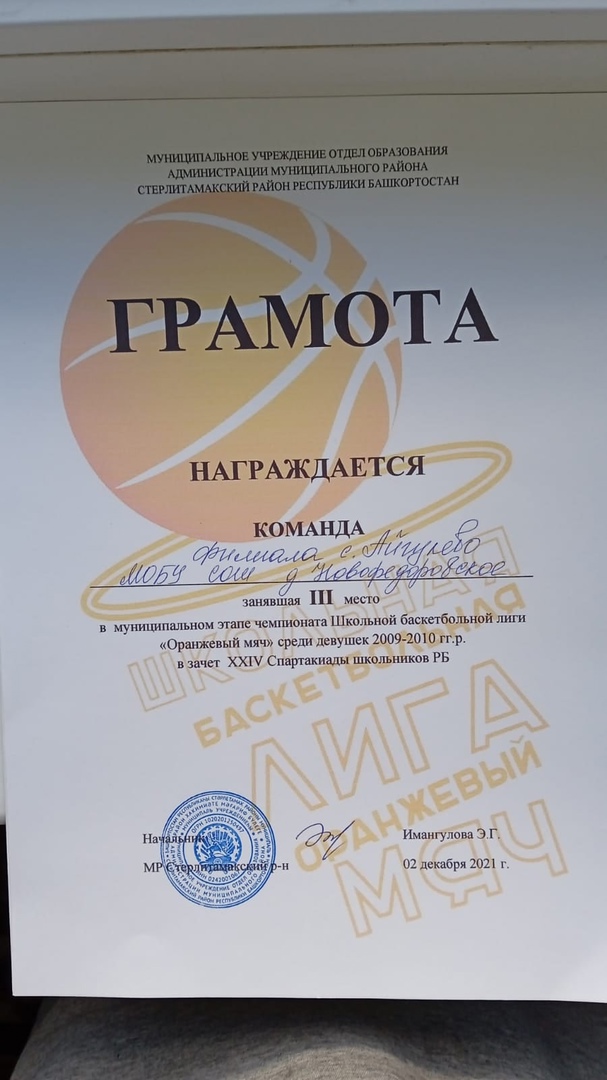 МУНИЦИПАЛЬНОЕ УЧРЕЖДЕНИЕ ОТДЕЛ ОБРАЗОВАНИЯ
АДМИНИСТРАЦИИ МУНИЦИПАЛЬНОГО РАЙОНА
СТЕРЛИТАМАКСКИЙ РАЙОН РЕСПУБЛИКИ БАШКОРТОСТАН
ГРАМОТА
НАГРАЖДАЕТСЯ
КОМАНДА
филиала с. Айгулево
МОБУ СОШ д Новофедоровское
занявшая III место
в муниципальном этапе чемпионата Школьной баскетбольной лиги
«Оранжевый мяч» среди девушек 2009-2010 гг.р.
в зачет XXIV Спартакиады школьников РБ
ШКОЛЬНАЯ
БАСКЕТБОЛЬНАЯ
ЛИГА
ОРАНЖЕВЫЙ
МЯЧ
Начальник
Имангулова Э.Г.
МР Стерлитамакский р-н
02 декабря 2021 г.